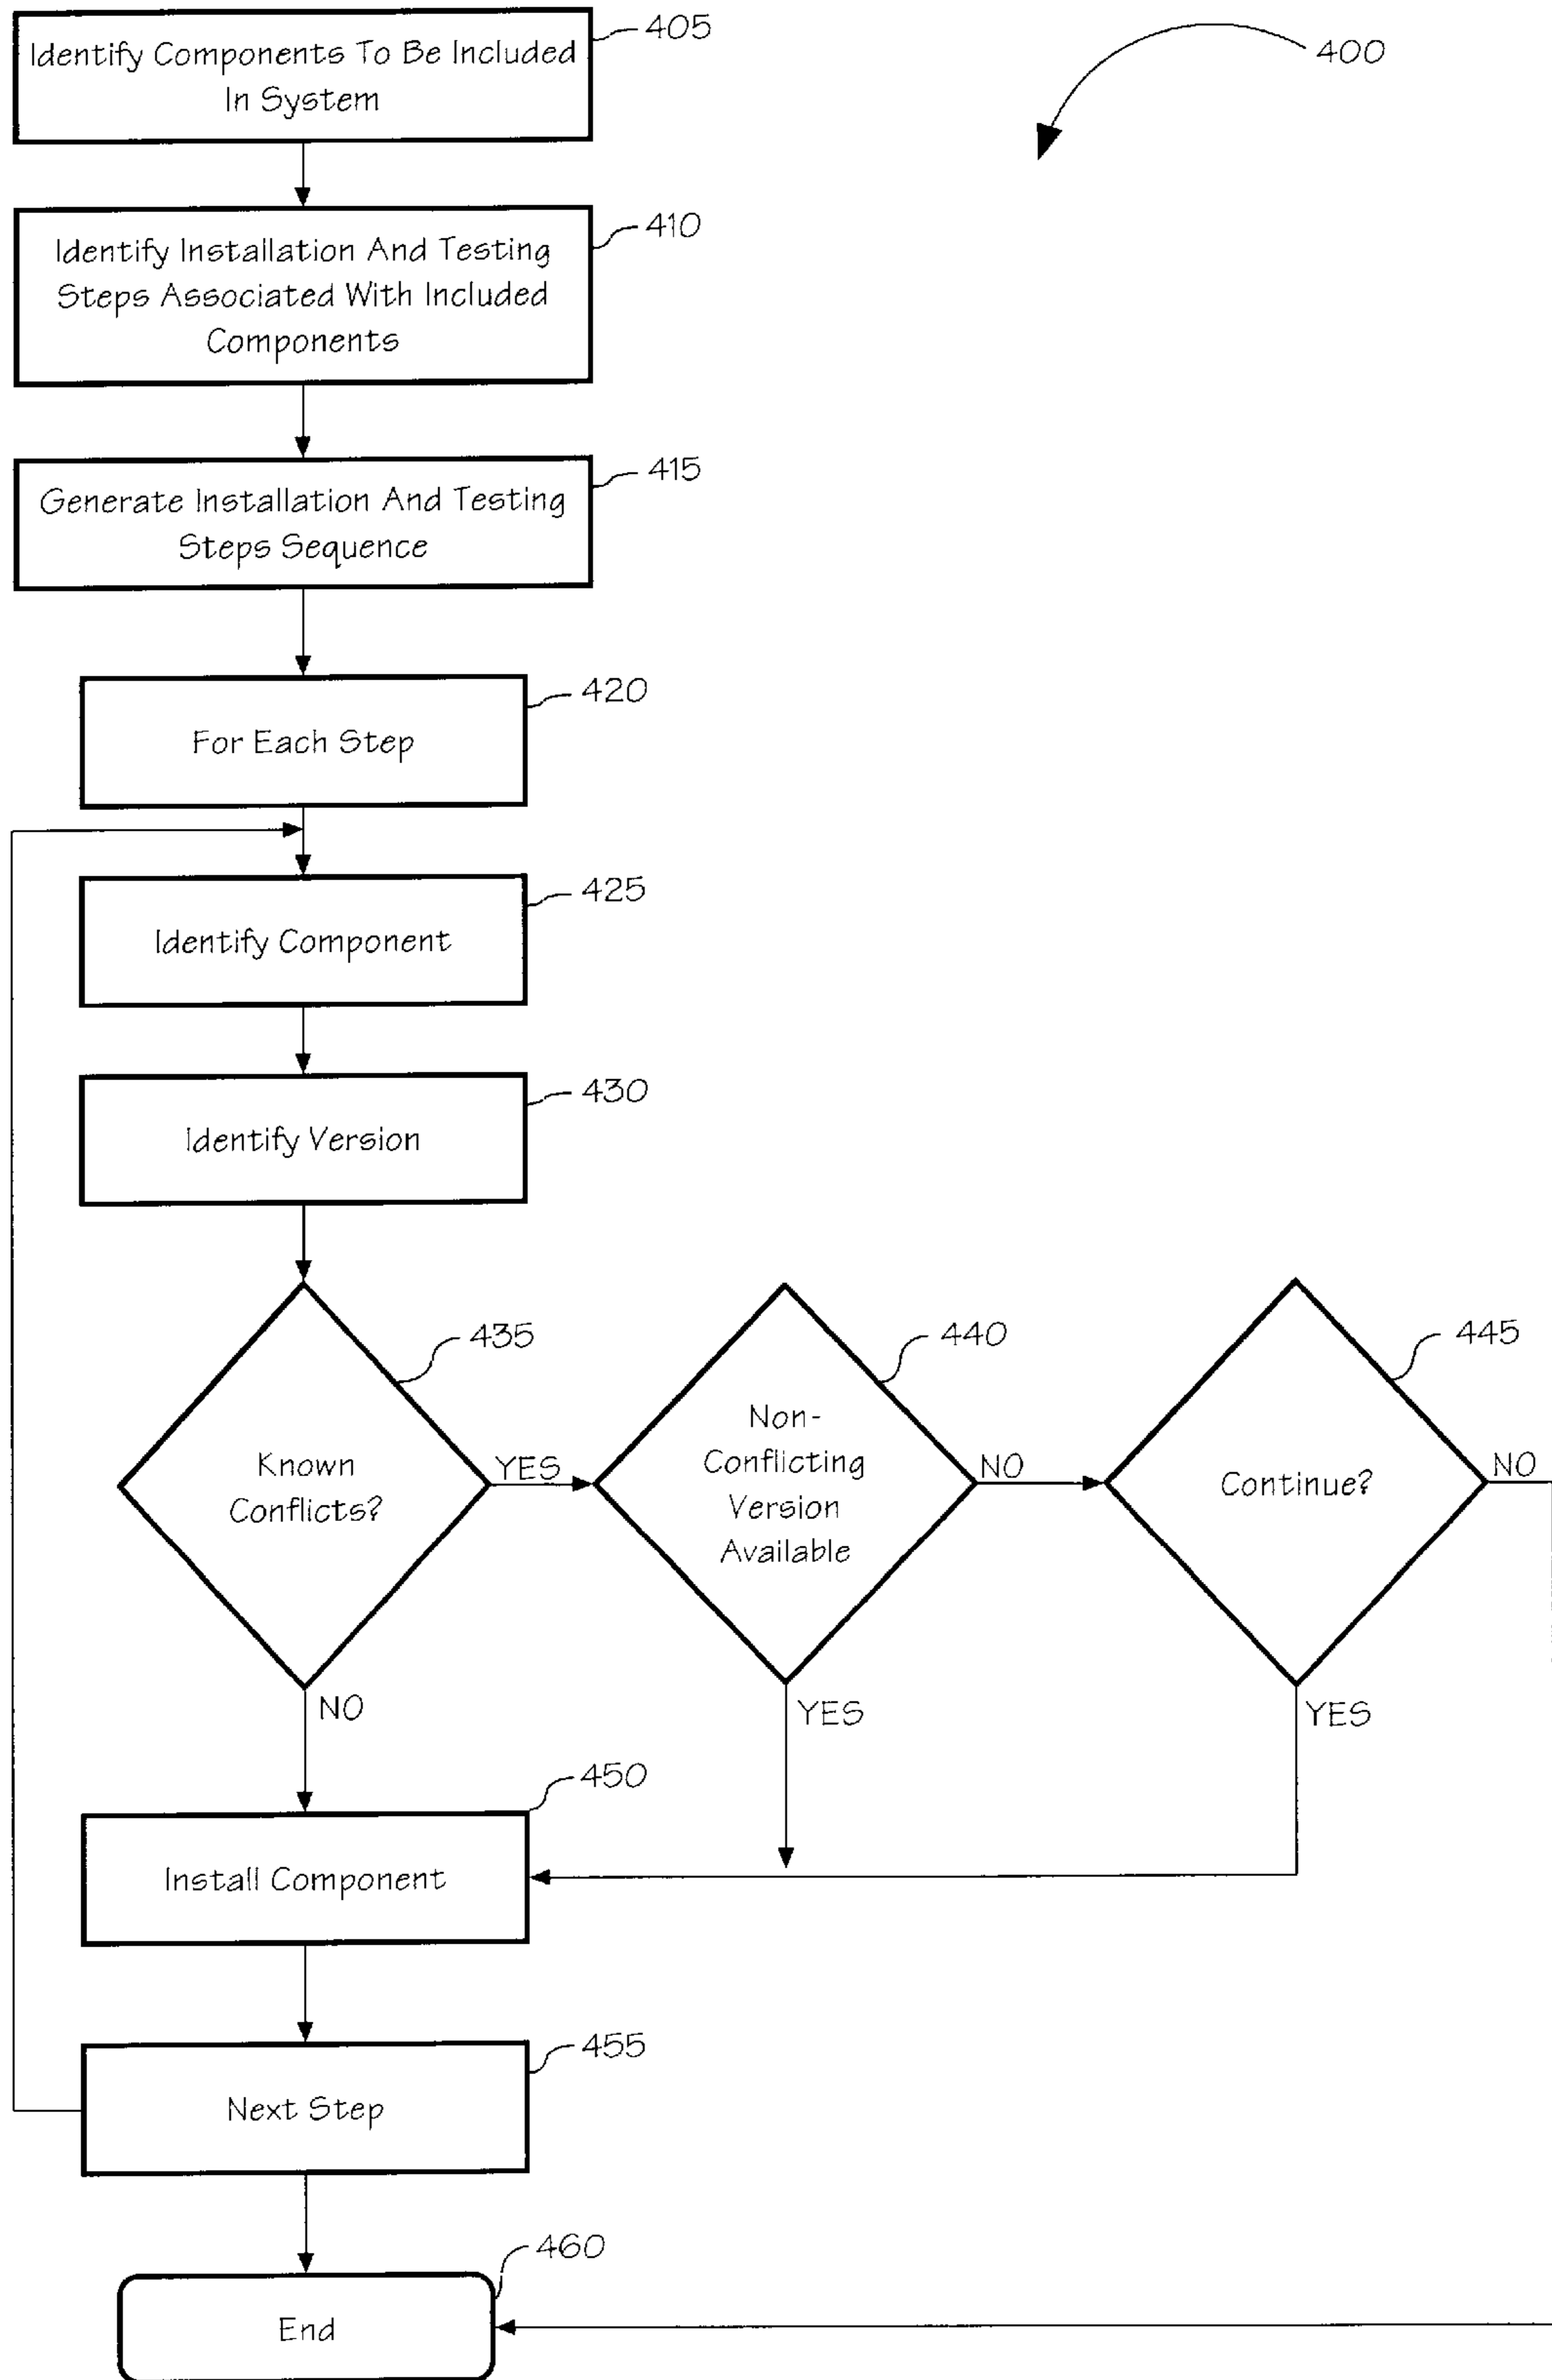 405
Identify Components To Be Included
In System
400
410
Identify Installation And Testing
Steps Associated With Included
Components
415
Generate Installation And Testing
Steps Sequence
420
For Each Step
425
Identify Component
430
Identify Version
435
Known
Conflicts?
YES
NO
440
Non-
Conflicting
Version
Available
NO
YES
445
Continue?
NO
YES
450
Install Component
455
Next Step
460
End